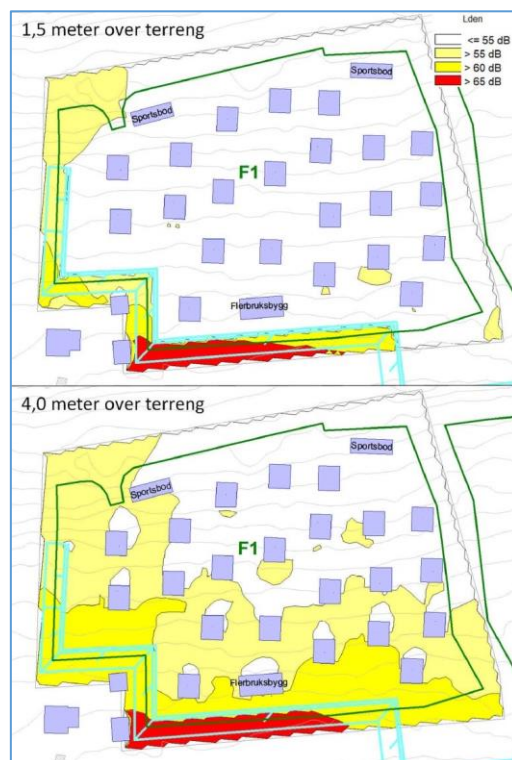 1,5 meter over terreng
Lden
<= 55 dB
> 55 dB
> 60 dB
> 65 dB
Sportsbod
Sportsbod
F1
Flerbruksbygg
4,0 meter over terreng
Sportsbod
Sportsbod
F1
Flerbruksbygg